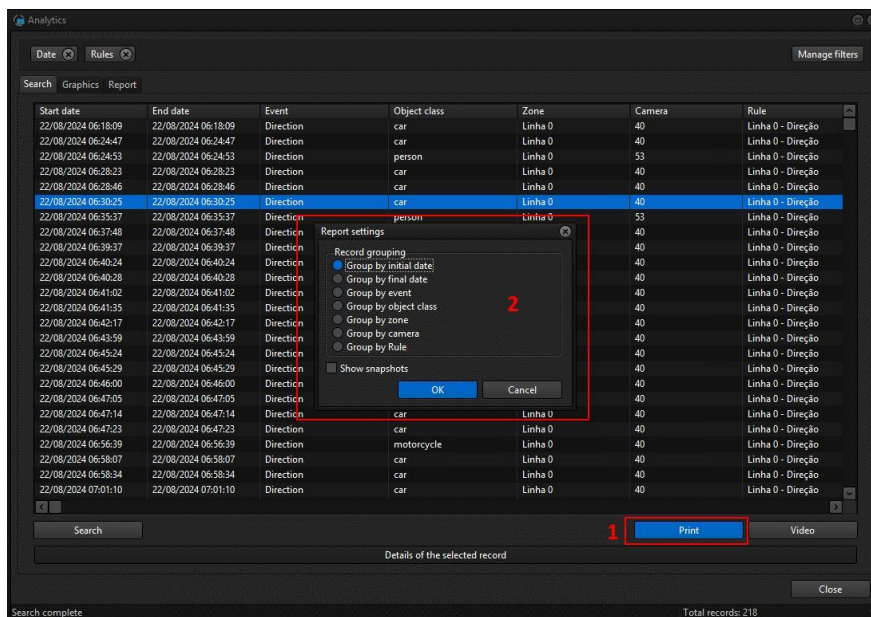 Analytics
Date Rules Manage filters
Search Graphics Report
Start date End date Event Object class Zone Camera Rule
22/08/2024 06:18:09 22/08/2024 06:18:09 Direction car Linha 0 40 Linha 0 - Direção
22/08/2024 06:24:47 22/08/2024 06:24:47 Direction car Linha 0 40 Linha 0 - Direção
22/08/2024 06:24:53 22/08/2024 06:24:53 Direction person Linha 0 53 Linha 0 - Direção
22/08/2024 06:28:23 22/08/2024 06:28:23 Direction car Linha 0 40 Linha 0 - Direção
22/08/2024 06:28:46 22/08/2024 06:28:46 Direction car Linha 0 40 Linha 0 - Direção
22/08/2024 06:30:25 22/08/2024 06:30:25 Direction car Linha 0 40 Linha 0 - Direção
22/08/2024 06:35:37 22/08/2024 06:35:37 Direction person Linha 0 53 Linha 0 - Direção
22/08/2024 06:37:48 22/08/2024 06:37:48 Direction 40 Linha 0 - Direção
22/08/2024 06:39:37 22/08/2024 06:39:37 Direction 40 Linha 0 - Direção
22/08/2024 06:40:24 22/08/2024 06:40:24 Direction 40 Linha 0 - Direção
22/08/2024 06:40:28 22/08/2024 06:40:28 Direction 40 Linha 0 - Direção
22/08/2024 06:41:02 22/08/2024 06:41:02 Direction 40 Linha 0 - Direção
22/08/2024 06:41:35 22/08/2024 06:41:35 Direction 40 Linha 0 - Direção
22/08/2024 06:42:17 22/08/2024 06:42:17 Direction 40 Linha 0 - Direção
22/08/2024 06:43:59 22/08/2024 06:43:59 Direction 40 Linha 0 - Direção
22/08/2024 06:45:24 22/08/2024 06:45:24 Direction 40 Linha 0 - Direção
22/08/2024 06:45:29 22/08/2024 06:45:29 Direction 40 Linha 0 - Direção
22/08/2024 06:46:00 22/08/2024 06:46:00 Direction 40 Linha 0 - Direção
22/08/2024 06:47:05 22/08/2024 06:47:05 Direction 40 Linha 0 - Direção
22/08/2024 06:47:14 22/08/2024 06:47:14 Direction car Linha 0 40 Linha 0 - Direção
22/08/2024 06:47:23 22/08/2024 06:47:23 Direction car Linha 0 40 Linha 0 - Direção
22/08/2024 06:56:39 22/08/2024 06:56:39 Direction motorcycle Linha 0 40 Linha 0 - Direção
22/08/2024 06:58:07 22/08/2024 06:58:07 Direction car Linha 0 40 Linha 0 - Direção
22/08/2024 06:58:34 22/08/2024 06:58:34 Direction car Linha 0 40 Linha 0 - Direção
22/08/2024 07:01:10 22/08/2024 07:01:10 Direction car Linha 0 40 Linha 0 - Direção
Report settings
Record grouping
Group by initial date
Group by final date
Group by event
Group by object class
Group by zone
Group by camera
Group by Rule
2
Show snapshots
OK Cancel
Search 1 Print Video
Details of the selected record
Close
Search complete Total records: 218